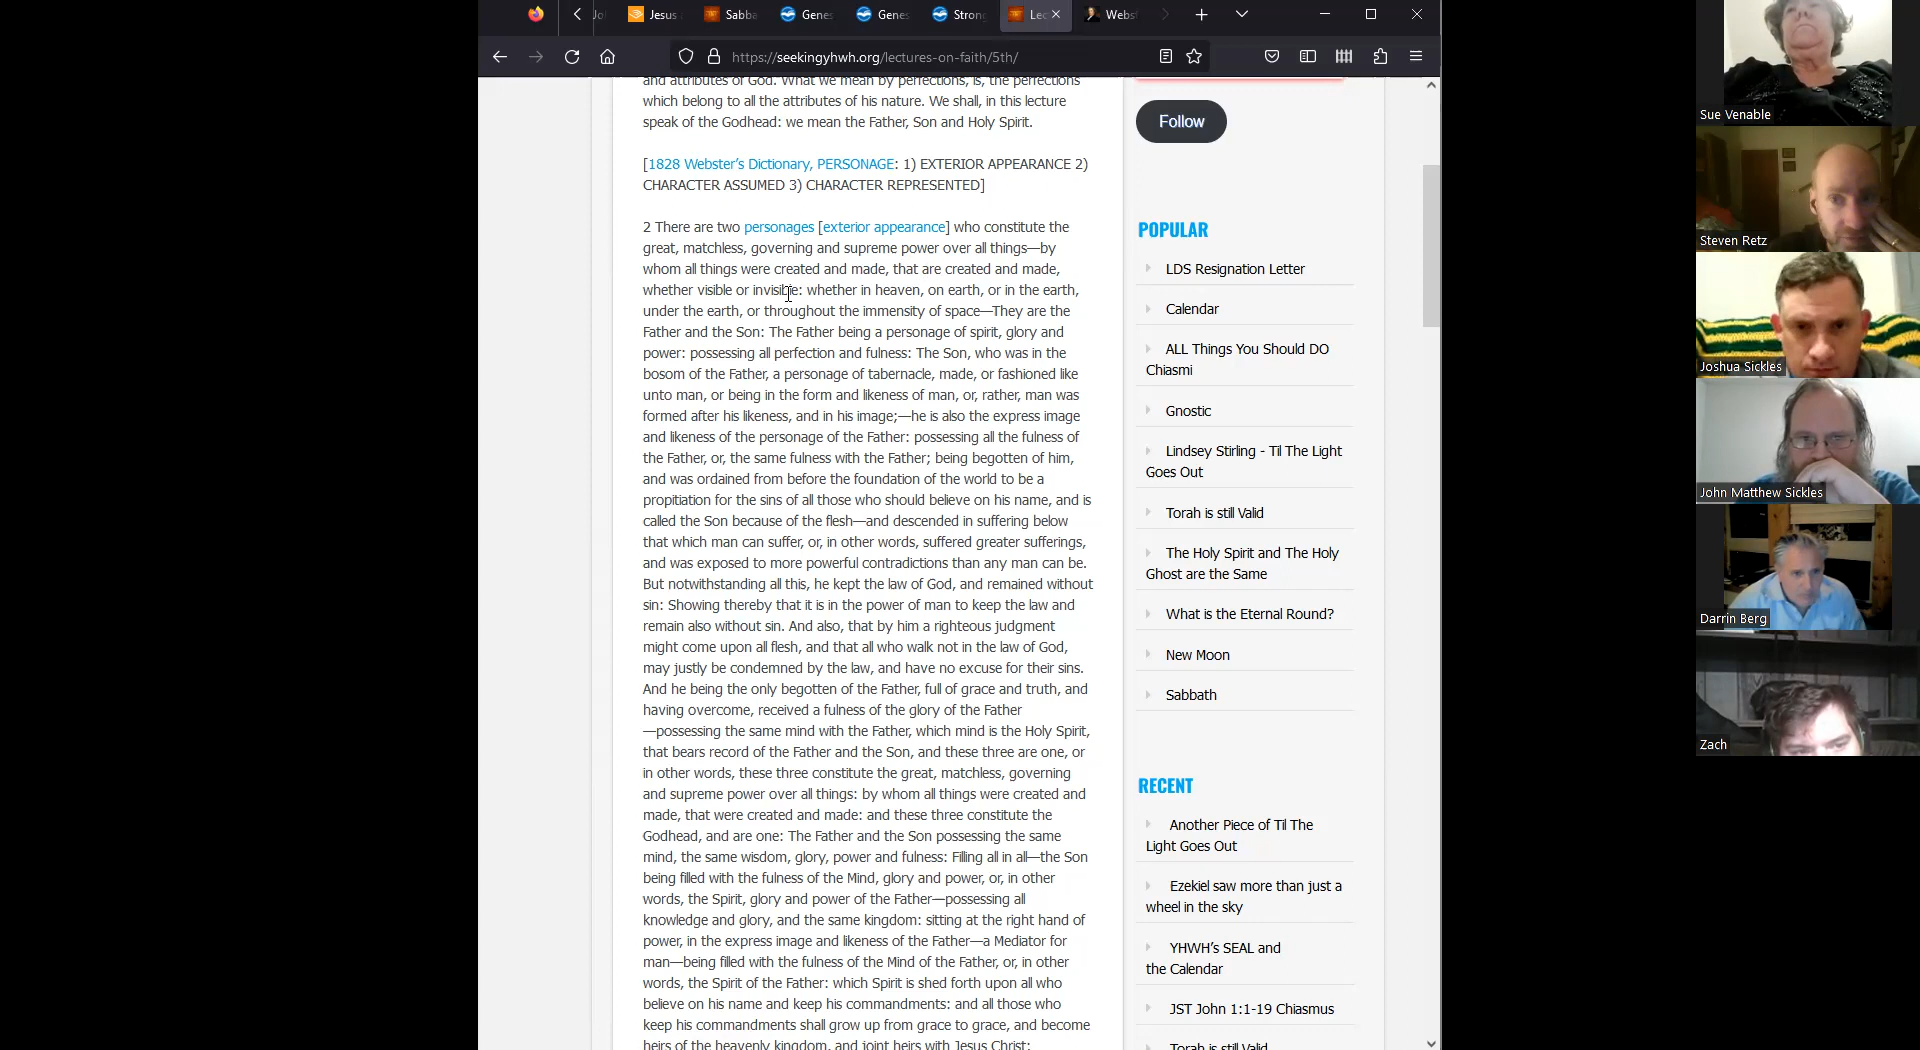 Jo
Jesus
Sabba
Genes
Genes
Strong
Lec
Webst
https://seekingyhwh.org/lectures-on-faith/5th/
and attributes of God. What we mean by perfections, is, the perfections
which belong to all the attributes of his nature. We shall, in this lecture
speak of the Godhead: we mean the Father, Son and Holy Spirit.
[1828 Webster's Dictionary, PERSONAGE: 1) EXTERIOR APPEARANCE 2)
CHARACTER ASSUMED 3) CHARACTER REPRESENTED]
2 There are two personages [exterior appearance] who constitute the
great, matchless, governing and supreme power over all things—by
whom all things were created and made, that are created and made,
whether visible or invisible: whether in heaven, on earth, or in the earth,
under the earth, or throughout the immensity of space—They are the
Father and the Son: The Father being a personage of spirit, glory and
power: possessing all perfection and fulness: The Son, who was in the
bosom of the Father, a personage of tabernacle, made, or fashioned like
unto man, or being in the form and likeness of man, or, rather, man was
formed after his likeness, and in his image;—he is also the express image
and likeness of the personage of the Father: possessing all the fulness of
the Father, or, the same fulness with the Father; being begotten of him,
and was ordained from before the foundation of the world to be a
propitiation for the sins of all those who should believe on his name, and is
called the Son because of the flesh—and descended in suffering below
that which man can suffer, or, in other words, suffered greater sufferings,
and was exposed to more powerful contradictions than any man can be.
But notwithstanding all this, he kept the law of God, and remained without
sin: Showing thereby that it is in the power of man to keep the law and
remain also without sin. And also, that by him a righteous judgment
might come upon all flesh, and that all who walk not in the law of God,
may justly be condemned by the law, and have no excuse for their sins.
And he being the only begotten of the Father, full of grace and truth, and
having overcome, received a fulness of the glory of the Father
—possessing the same mind with the Father, which mind is the Holy Spirit,
that bears record of the Father and the Son, and these three are one, or
in other words, these three constitute the great, matchless, governing
and supreme power over all things: by whom all things were created and
made, that were created and made: and these three constitute the
Godhead, and are one: The Father and the Son possessing the same
mind, the same wisdom, glory, power and fulness: Filling all in all—the Son
being filled with the fulness of the Mind, glory and power, or, in other
words, the Spirit, glory and power of the Father—possessing all
knowledge and glory, and the same kingdom: sitting at the right hand of
power, in the express image and likeness of the Father—a Mediator for
man—being filled with the fulness of the Mind of the Father, or, in other
words, the Spirit of the Father: which Spirit is shed forth upon all who
believe on his name and keep his commandments: and all those who
keep his commandments shall grow up from grace to grace, and become
heirs of the heavenly kingdom, and joint heirs with Jesus Christ;
Follow
POPULAR
LDS Resignation Letter
Calendar
ALL Things You Should DO
Chiasmi
Gnostic
Lindsey Stirling - Til The Light
Goes Out
Torah is still Valid
The Holy Spirit and The Holy
Ghost are the Same
What is the Eternal Round?
New Moon
Sabbath
RECENT
Another Piece of Til The
Light Goes Out
Ezekiel saw more than just a
wheel in the sky
YHWH's SEAL and
the Calendar
JST John 1:1-19 Chiasmus
Torah is still Valid
Sue Venable
Steven Retz
Joshua Sickles
John Matthew Sickles
Darrin Berg
Zach